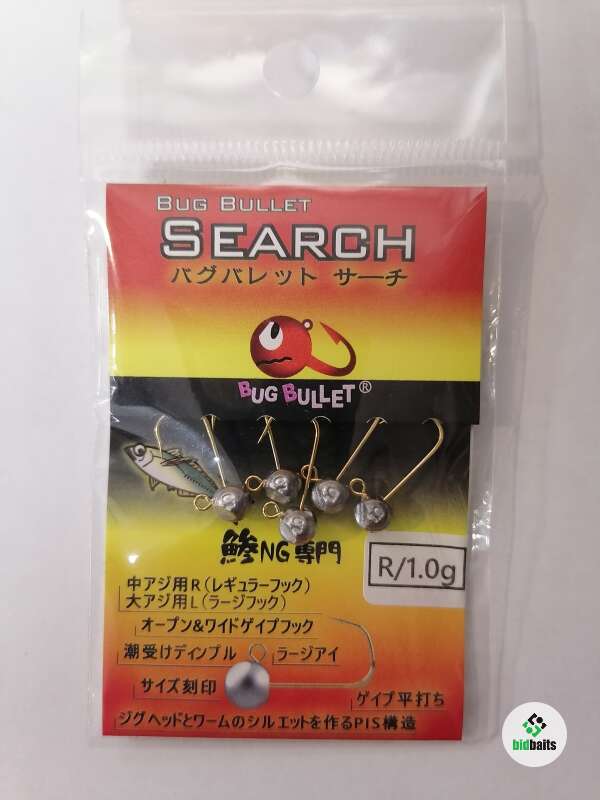 BUG BULLET
SEARCH
バグバレット サーチ
BUG BULLET®
鯵NG専門
R/1.0g
中アジ用R(レギュラーフック)
大アジ用L(ラージフック)
オープン&ワイドゲイプフック
潮受けディンプル
ラージアイ
サイズ刻印
ゲイプ平打ち
ジグヘッドとワームのシルエットを作るPIS構造
bidbaits